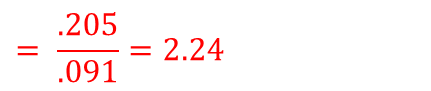 = .205/.091 = 2.24